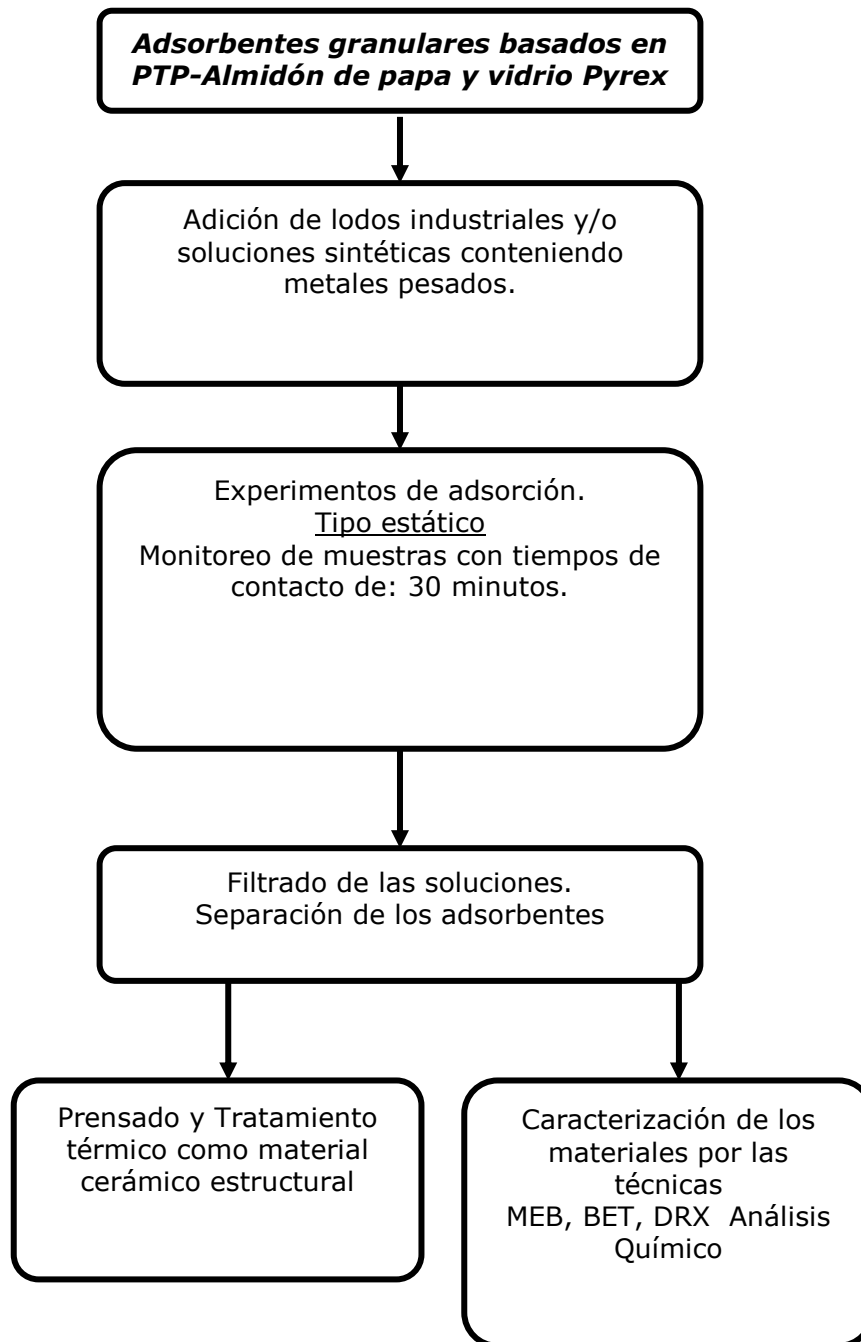 Adsorbentes granulares basados en
PTP-Almidón de papa y vidrio Pyrex
Adición de lodos industriales y/o
soluciones sintéticas conteniendo
metales pesados.
Experimentos de adsorción.
Tipo estático
Monitoreo de muestras con tiempos de
contacto de: 30 minutos.
Filtrado de las soluciones.
Separación de los adsorbentes
Prensado y Tratamiento
térmico como material
cerámico estructural
Caracterización de los
materiales por las
técnicas
MEB, BET, DRX  Análisis
Químico